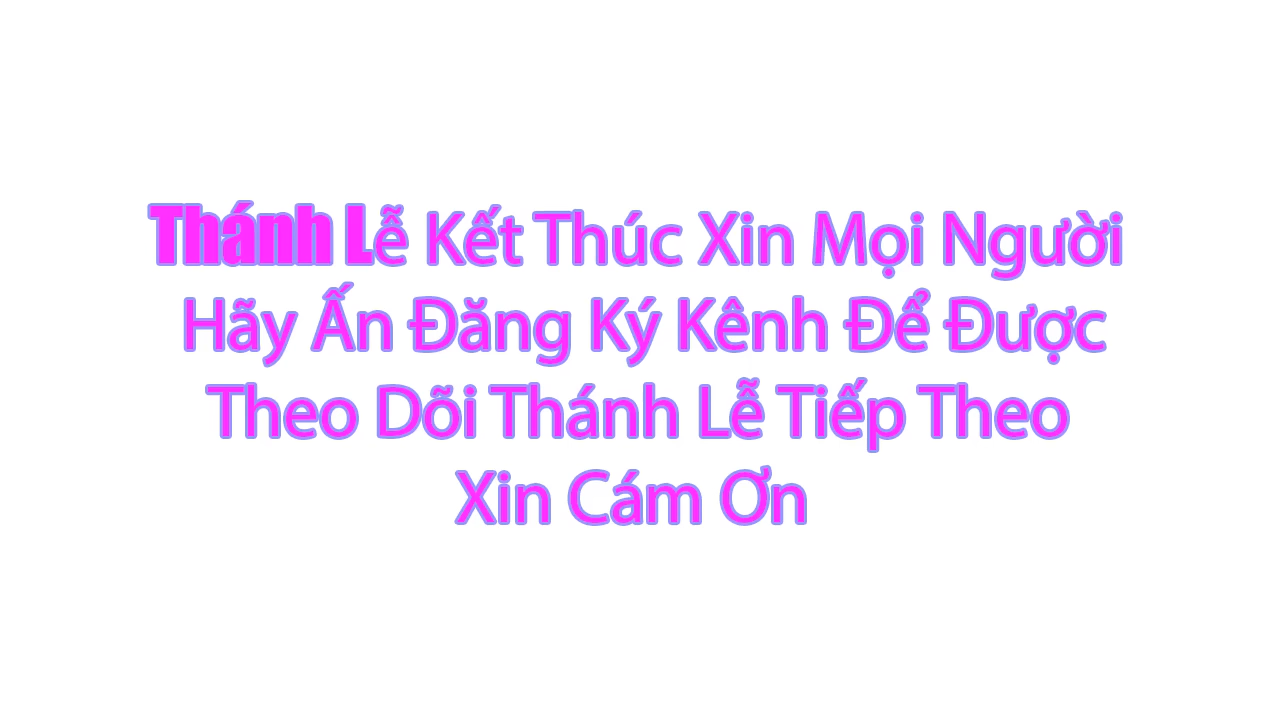 Thánh Lễ Kết Thúc Xin Mọi Người
Hãy Ấn Đăng Ký Kênh Để Được
Theo Dõi Thánh Lễ Tiếp Theo
Xin Cám Ơn